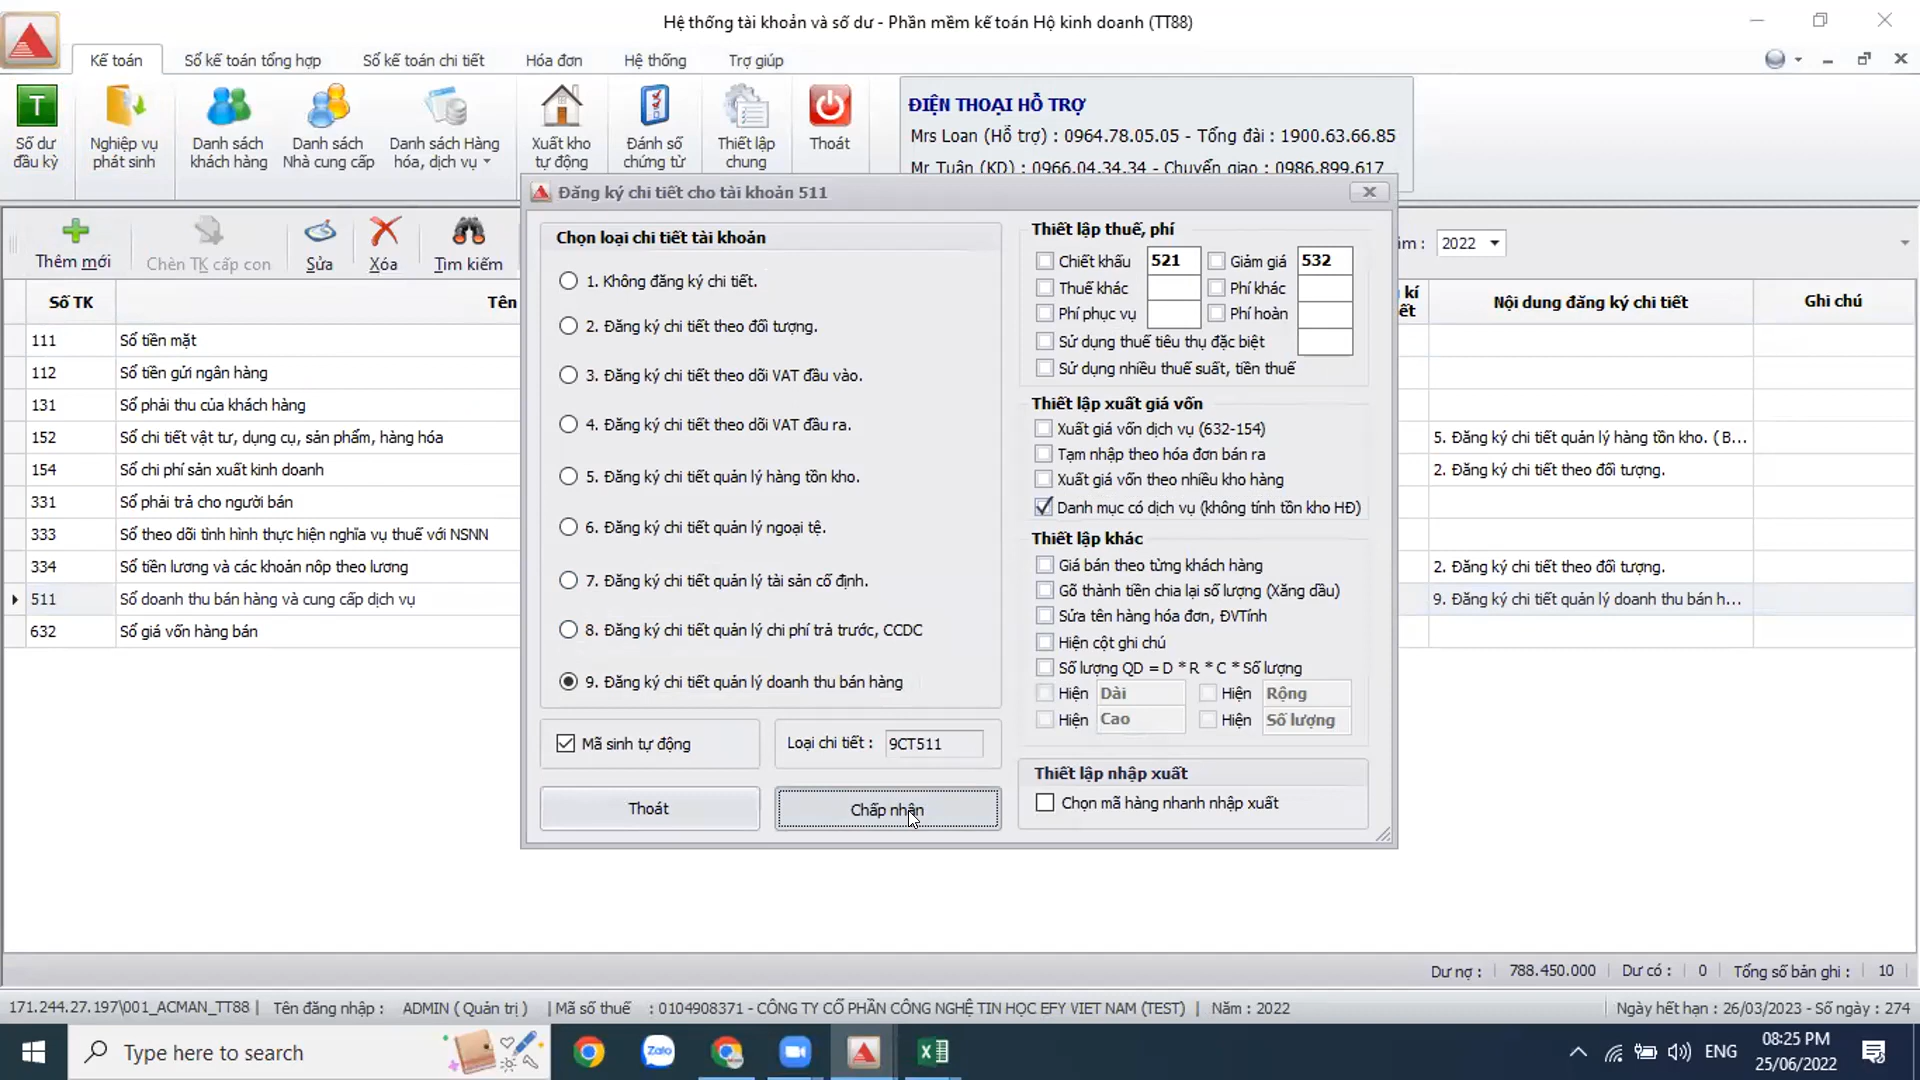 Hệ thống tài khoản và số dư - Phần mềm kế toán Hộ kinh doanh (TT88)
Kế toán Sổ kế toán tổng hợp Sổ kế toán chi tiết Hóa đơn Hệ thống Trợ giúp
Số dư đầu kỳ
Nghiệp vụ phát sinh
Danh sách khách hàng
Danh sách Nhà cung cấp
Danh sách Hàng hóa, dịch vụ
Xuất kho tự động
Đánh số chứng từ
Thiết lập chung
Thoát
ĐIỆN THOẠI HỖ TRỢ
Mrs Loan (Hỗ trợ) : 0964.78.05.05 - Tổng đài : 1900.63.66.85
Mr Tuân (KD) : 0966.04.34.34 - Chuyển giao : 0986.899.617
Thêm mới Chèn TK cấp con Sửa Xóa Tìm kiếm
ăm : 2022
Số TK Tên
kí
ết
Nội dung đăng ký chi tiết Ghi chú
111 Sổ tiền mặt
112 Sổ tiền gửi ngân hàng
131 Sổ phải thu của khách hàng
152 Sổ chi tiết vật tư, dụng cụ, sản phẩm, hàng hóa 5. Đăng ký chi tiết quản lý hàng tồn kho. ( B...
154 Sổ chi phí sản xuất kinh doanh 2. Đăng ký chi tiết theo đối tượng.
331 Sổ phải trả cho người bán
333 Sổ theo dõi tình hình thực hiện nghĩa vụ thuế với NSNN
334 Sổ tiền lương và các khoản nôp theo lương 2. Đăng ký chi tiết theo đối tượng.
511 Sổ doanh thu bán hàng và cung cấp dịch vụ 9. Đăng ký chi tiết quản lý doanh thu bán h...
632 Sổ giá vốn hàng bán
Đăng ký chi tiết cho tài khoản 511
Chọn loại chi tiết tài khoản
1. Không đăng ký chi tiết.
2. Đăng ký chi tiết theo đối tượng.
3. Đăng ký chi tiết theo dõi VAT đầu vào.
4. Đăng ký chi tiết theo dõi VAT đầu ra.
5. Đăng ký chi tiết quản lý hàng tồn kho.
6. Đăng ký chi tiết quản lý ngoại tệ.
7. Đăng ký chi tiết quản lý tài sản cố định.
8. Đăng ký chi tiết quản lý chi phí trả trước, CCDC
9. Đăng ký chi tiết quản lý doanh thu bán hàng
Mã sinh tự động Loại chi tiết : 9CT511
Thoát Chấp nhận
Thiết lập thuế, phí
Chiết khấu 521 Giảm giá 532
Thuế khác Phí khác
Phí phục vụ Phí hoàn
Sử dụng thuế tiêu thụ đặc biệt
Sử dụng nhiều thuế suất, tiền thuế
Thiết lập xuất giá vốn
Xuất giá vốn dịch vụ (632-154)
Tạm nhập theo hóa đơn bán ra
Xuất giá vốn theo nhiều kho hàng
Danh mục có dịch vụ (không tính tồn kho HĐ)
Thiết lập khác
Giá bán theo từng khách hàng
Gõ thành tiền chia lại số lượng (Xăng dầu)
Sửa tên hàng hóa đơn, ĐVTính
Hiện cột ghi chú
Số lượng QD = D * R * C * Số lượng
Hiện Dài Hiện Rộng
Hiện Cao Hiện Số lượng
Thiết lập nhập xuất
Chọn mã hàng nhanh nhập xuất
Dư nợ : 788.450.000 Dư có : 0 Tổng số bản ghi : 10
171.244.27.197\001_ACMAN_TT88 | Tên đăng nhập : ADMIN ( Quản trị ) | Mã số thuế : 0104908371 - CÔNG TY CỔ PHẦN CÔNG NGHỆ TIN HỌC EFY VIET NAM (TEST) | Năm : 2022 Ngày hết hạn : 26/03/2023 - Số ngày : 274
Type here to search
Zalo
ENG
08:25 PM
25/06/2022